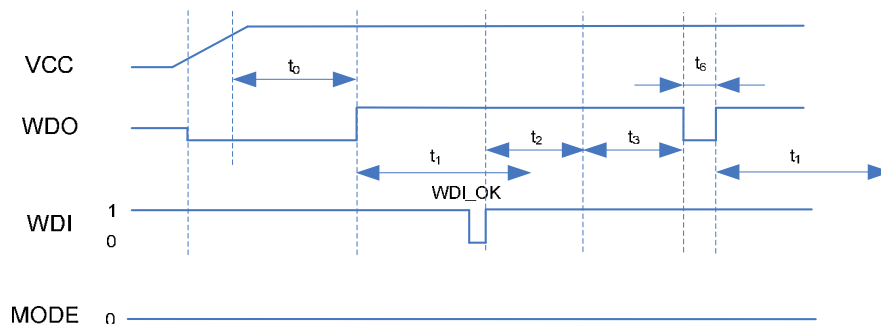 VCC
t₀
t₆
WDO
t₁
t₂
t₃
t₁
WDI_OK
WDI
1
0
MODE
0